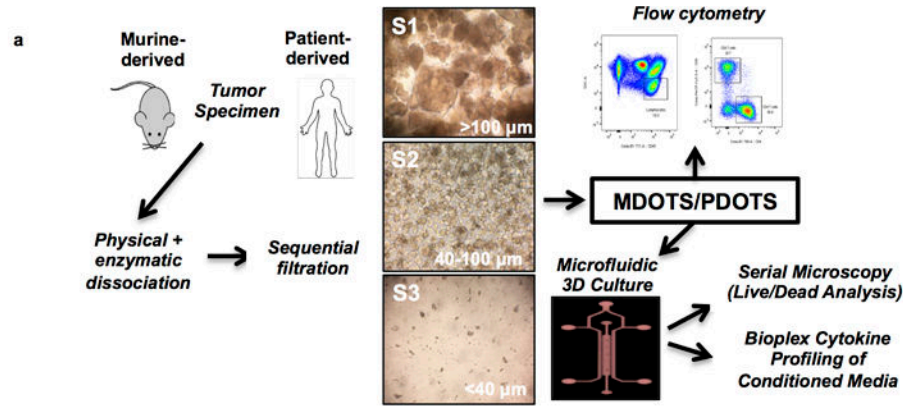 a
Murine-
derived
Patient-
derived
Tumor
Specimen
Physical +
enzymatic
dissociation
Sequential
filtration
S1
>100 µm
S2
40-100 µm
S3
<40 µm
Flow cytometry
MDOTS/PDOTS
Microfluidic
3D Culture
Serial Microscopy
(Live/Dead Analysis)
Bioplex Cytokine
Profiling of
Conditioned Media